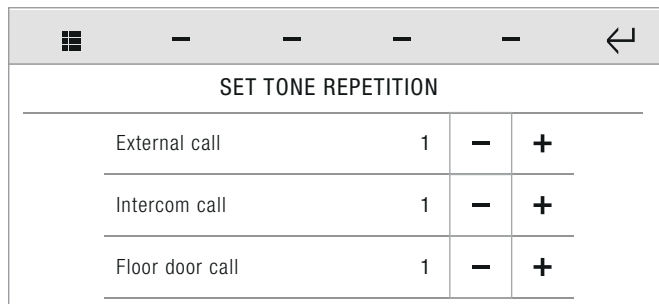 SET TONE REPETITION
External call 1 − +
Intercom call 1 − +
Floor door call 1 − +